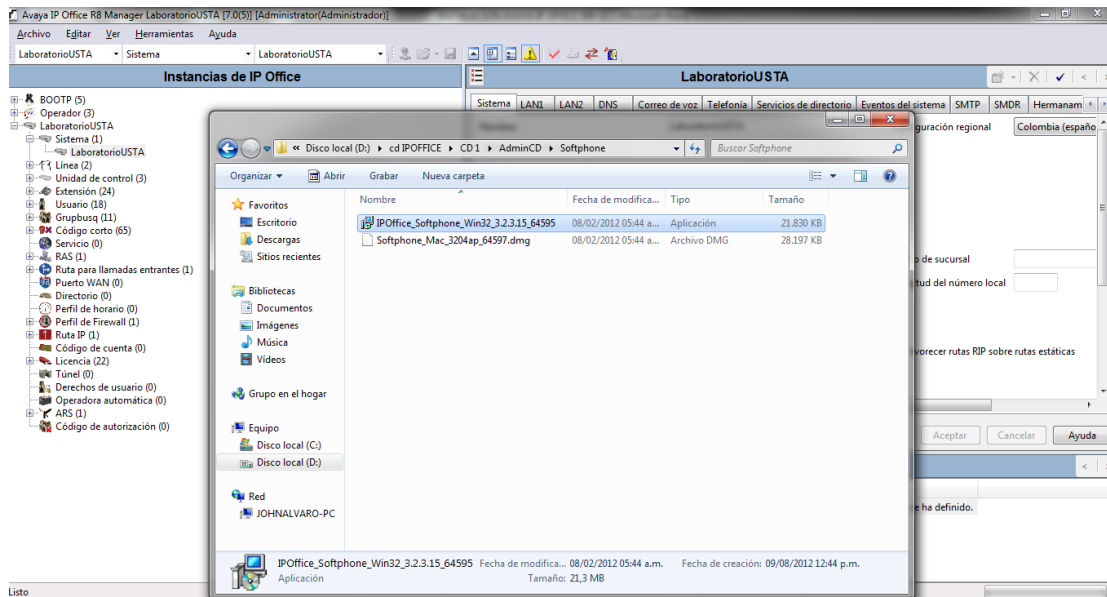 Avaya IP Office R8 Manager LaboratorioUSTA [7.0(5)] [Administrator(Administrador)]
Archivo Editar Ver Herramientas Ayuda
LaboratorioUSTA Sistema LaboratorioUSTA
Instancias de IP Office
LaboratorioUSTA
BOOTP (5)
Operador (3)
LaboratorioUSTA
Sistema (1)
LaboratorioUSTA
Línea (2)
Unidad de control (3)
Extensión (24)
Usuario (18)
Grupbusq (11)
Código corto (65)
Servicio (0)
RAS (1)
Ruta para llamadas entrantes (1)
Puerto WAN (0)
Directorio (0)
Perfil de horario (0)
Perfil de Firewall (1)
Ruta IP (1)
Código de cuenta (0)
Licencia (22)
Túnel (0)
Derechos de usuario (0)
Operadora automática (0)
ARS (1)
Código de autorización (0)
Sistema LAN1 LAN2 DNS Correo de voz Telefonía Servicios de directorio Eventos del sistema SMTP SMDR Hermanam
guración regional Colombia (españo
« Disco local (D:) cd IPOFFICE CD 1 AdminCD Softphone
Buscar Softphone
Organizar Abrir Grabar Nueva carpeta
Favoritos
Escritorio
Descargas
Sitios recientes
Bibliotecas
Documentos
Imágenes
Música
Vídeos
Grupo en el hogar
Equipo
Disco local (C:)
Disco local (D:)
Red
JOHNALVARO-PC
Nombre Fecha de modifica... Tipo Tamaño
IPOffice_Softphone_Win32_3.2.3.15_64595 08/02/2012 05:44 a... Aplicación 21.830 KB
Softphone_Mac_3204ap_64597.dmg 08/02/2012 05:44 a... Archivo DMG 28.197 KB
o de sucursal
tud del número local
vorecer rutas RIP sobre rutas estáticas
Aceptar Cancelar Ayuda
e ha definido.
IPOffice_Softphone_Win32_3.2.3.15_64595 Fecha de modifica... 08/02/2012 05:44 a.m. Fecha de creación: 09/08/2012 12:44 p.m.
Aplicación Tamaño: 21,3 MB
Listo